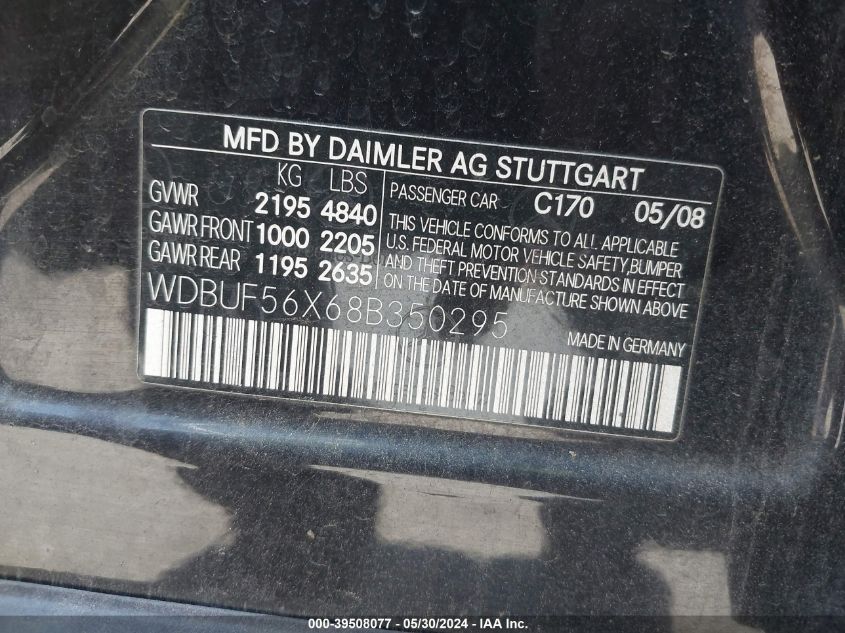 MFD BY DAIMLER AG STUTTGART
KG LBS
GVWR 2195 4840
GAWR FRONT 1000 2205
GAWR REAR 1195 2635
PASSENGER CAR C170 05/08
THIS VEHICLE CONFORMS TO ALL APPLICABLE
U.S. FEDERAL MOTOR VEHICLE SAFETY,BUMPER
AND THEFT PREVENTION STANDARDS IN EFFECT
ON THE DATE OF MANUFACTURE SHOWN ABOVE
WDBUF56X68B350295
MADE IN GERMANY
000-39508077 - 05/30/2024 - IAA Inc.